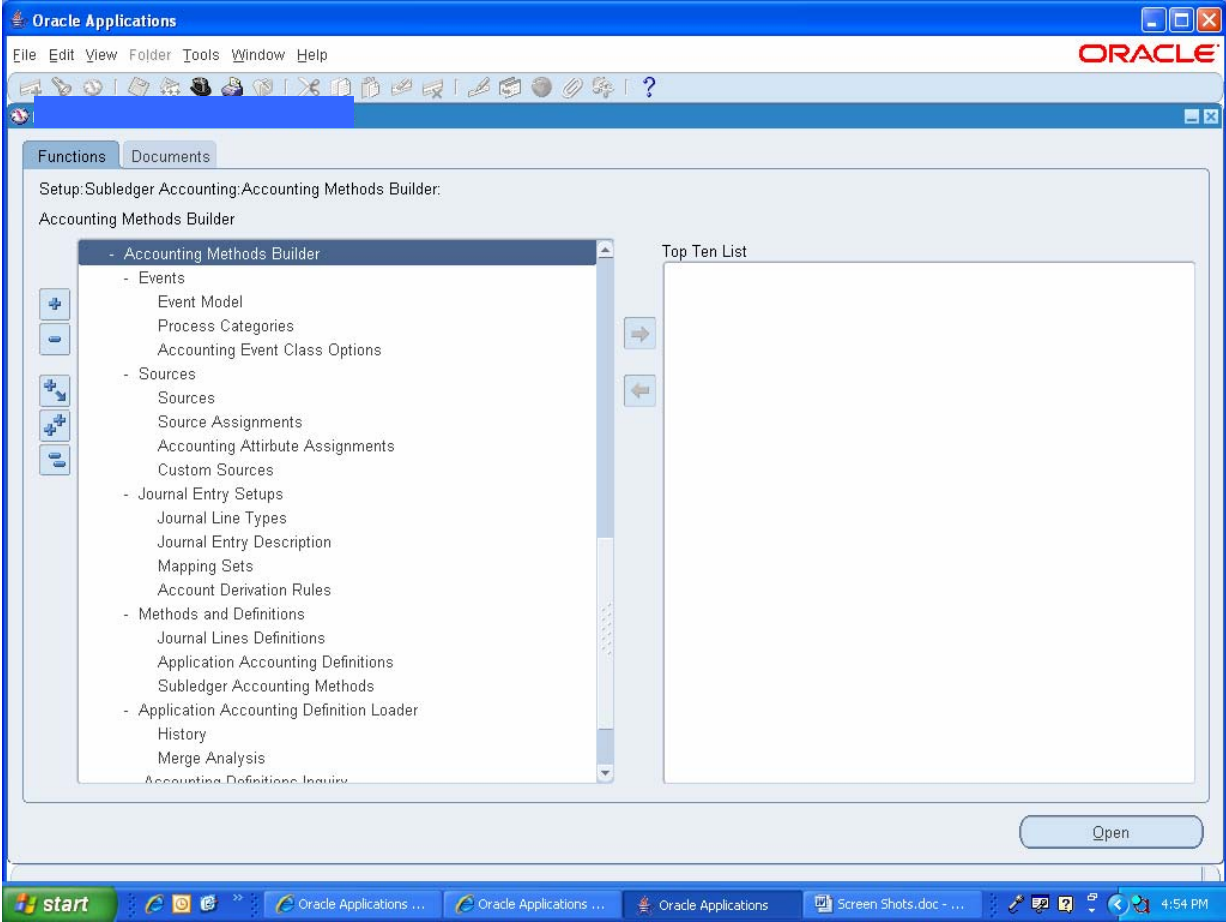 Oracle Applications
File Edit View Folder Tools Window Help
ORACLE
Functions Documents
Setup:Subledger Accounting:Accounting Methods Builder:
Accounting Methods Builder
Top Ten List
- Accounting Methods Builder
- Events
Event Model
Process Categories
Accounting Event Class Options
- Sources
Sources
Source Assignments
Accounting Attirbute Assignments
Custom Sources
- Journal Entry Setups
Journal Line Types
Journal Entry Description
Mapping Sets
Account Derivation Rules
- Methods and Definitions
Journal Lines Definitions
Application Accounting Definitions
Subledger Accounting Methods
- Application Accounting Definition Loader
History
Merge Analysis
Accounting Definitions Inquiry
Open
start Oracle Applications ... Oracle Applications ... Oracle Applications Screen Shots.doc - ... 4:54 PM